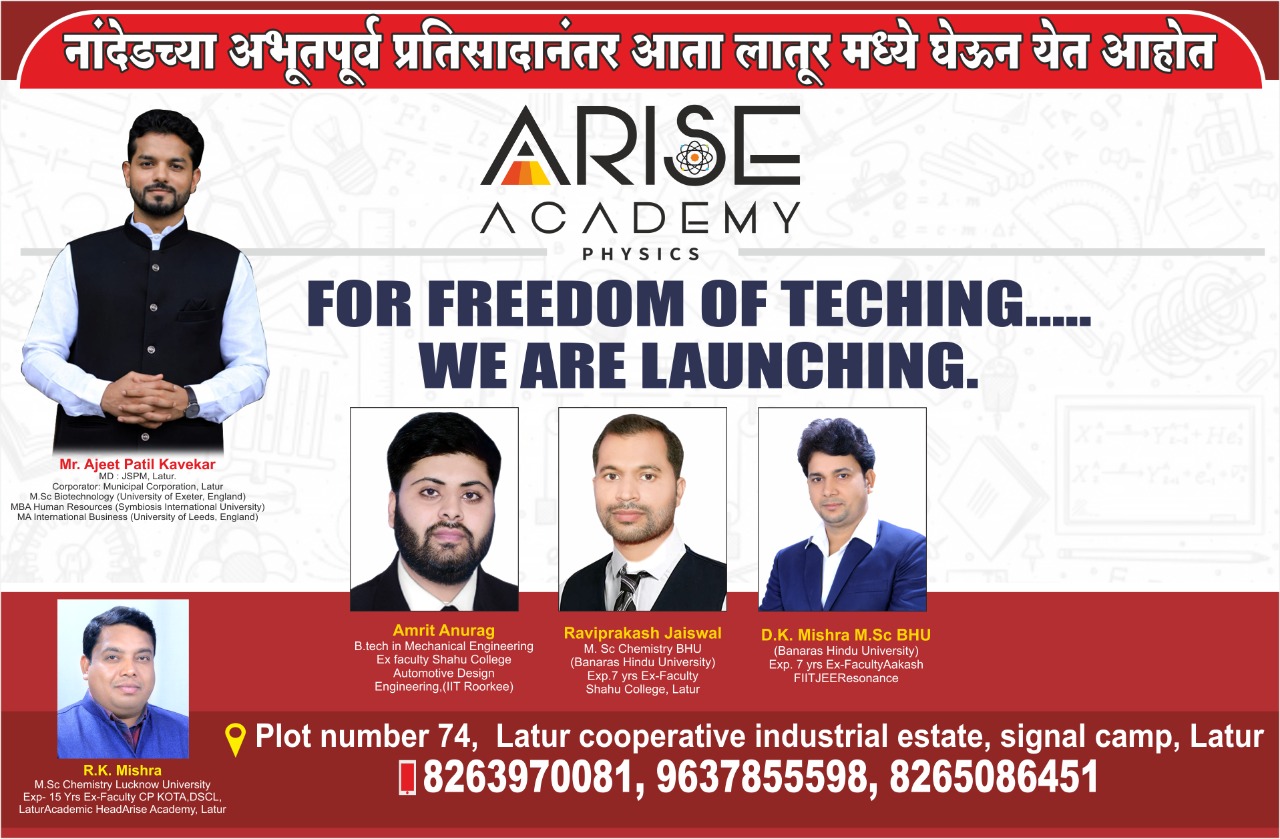 नांदेडच्या अभूतपूर्व प्रतिसादानंतर आता लातूर मध्ये घेऊन येत आहोत
ARISE
ACADEMY
PHYSICS
FOR FREEDOM OF TECHING.....
WE ARE LAUNCHING.
Mr. Ajeet Patil Kavekar
MD : JSPM, Latur.
Corporator: Municipal Corporation, Latur
M.Sc Biotechnology (University of Exeter, England)
MBA Human Resources (Symbiosis International University)
MA International Business (University of Leeds, England)
Amrit Anurag
B.tech in Mechanical Engineering
Ex faculty Shahu College
Automotive Design
Engineering,(IIT Roorkee)
Raviprakash Jaiswal
M. Sc Chemistry BHU
(Banaras Hindu University)
Exp.7 yrs Ex-Faculty
Shahu College, Latur
D.K. Mishra M.Sc BHU
(Banaras Hindu University)
Exp. 7 yrs Ex-FacultyAakash
FIITJEEResonance
R.K. Mishra
M.Sc Chemistry Lucknow University
Exp- 15 Yrs Ex-Faculty CP KOTA,DSCL,
LaturAcademic HeadArise Academy, Latur
Plot number 74, Latur cooperative industrial estate, signal camp, Latur
8263970081, 9637855598, 8265086451